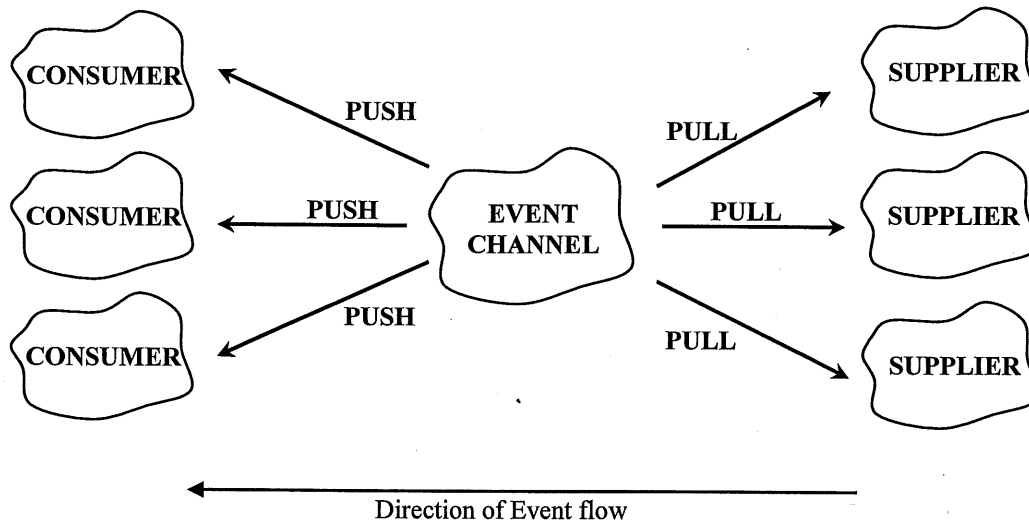 CONSUMER
SUPPLIER
PUSH
PULL
CONSUMER
PUSH
EVENT
CHANNEL
PULL
SUPPLIER
CONSUMER
PUSH
PULL
SUPPLIER
Direction of Event flow